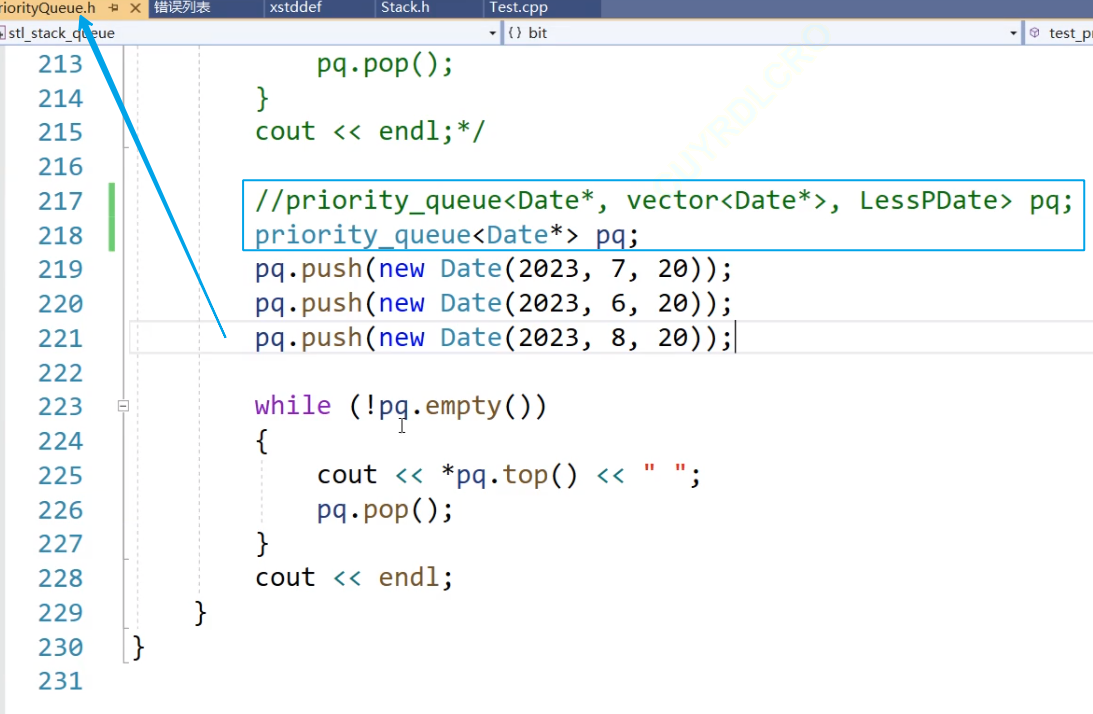 riorityQueue.h 错误列表 xstddef Stack.h Test.cpp
stl_stack_queue {} bit test_pr
213 pq.pop();
214 }
215 cout << endl;*/
216
217 //priority_queue<Date*, vector<Date*>, LessPDate> pq;
218 priority_queue<Date*> pq;
219 pq.push(new Date(2023, 7, 20));
220 pq.push(new Date(2023, 6, 20));
221 pq.push(new Date(2023, 8, 20));
222
223 while (!pq.empty())
224 {
225 cout << *pq.top() << " ";
226 pq.pop();
227 }
228 cout << endl;
229 }
230 }
231